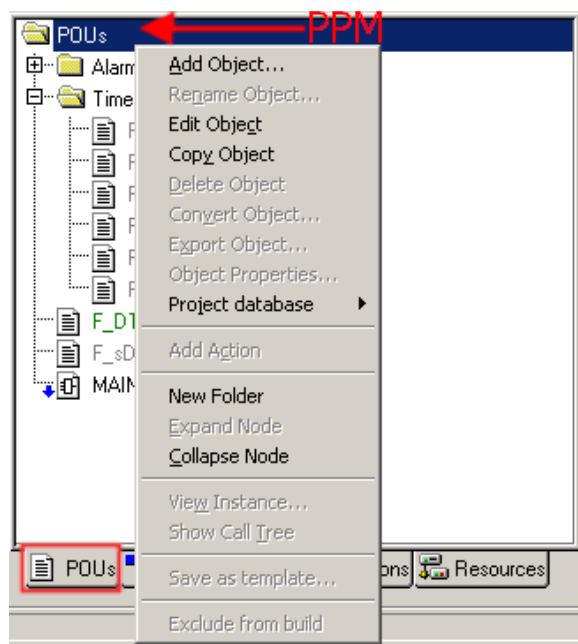 POUs PPM
Alarm
Add Object...
Rename Object...
Time
Edit Object
Copy Object
Delete Object
Convert Object...
Export Object...
Object Properties...
Project database
F_DT
F_sD
Add Action
MAIN
New Folder
Expand Node
Collapse Node
View Instance...
Show Call Tree
POUs
Save as template...
ons
Resources
Exclude from build